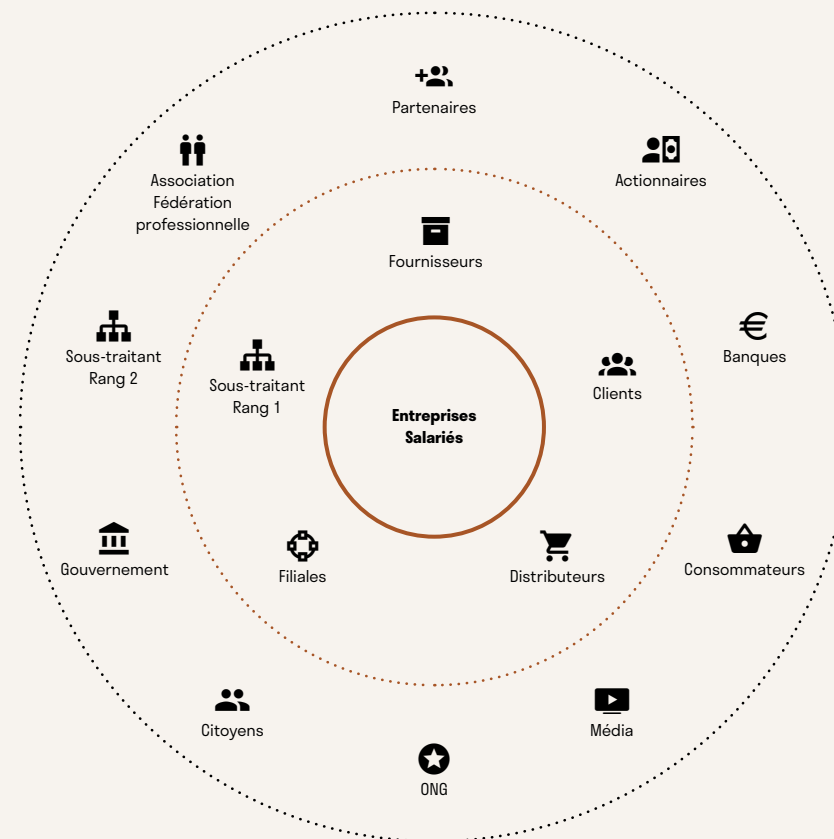 Partenaires
Association
Fédération
professionnelle
Actionnaires
Fournisseurs
Sous-traitant
Rang 2
Sous-traitant
Rang 1
Banques
Clients
Entreprises
Salariés
Gouvernement
Filiales
Distributeurs
Consommateurs
Citoyens
Média
ONG